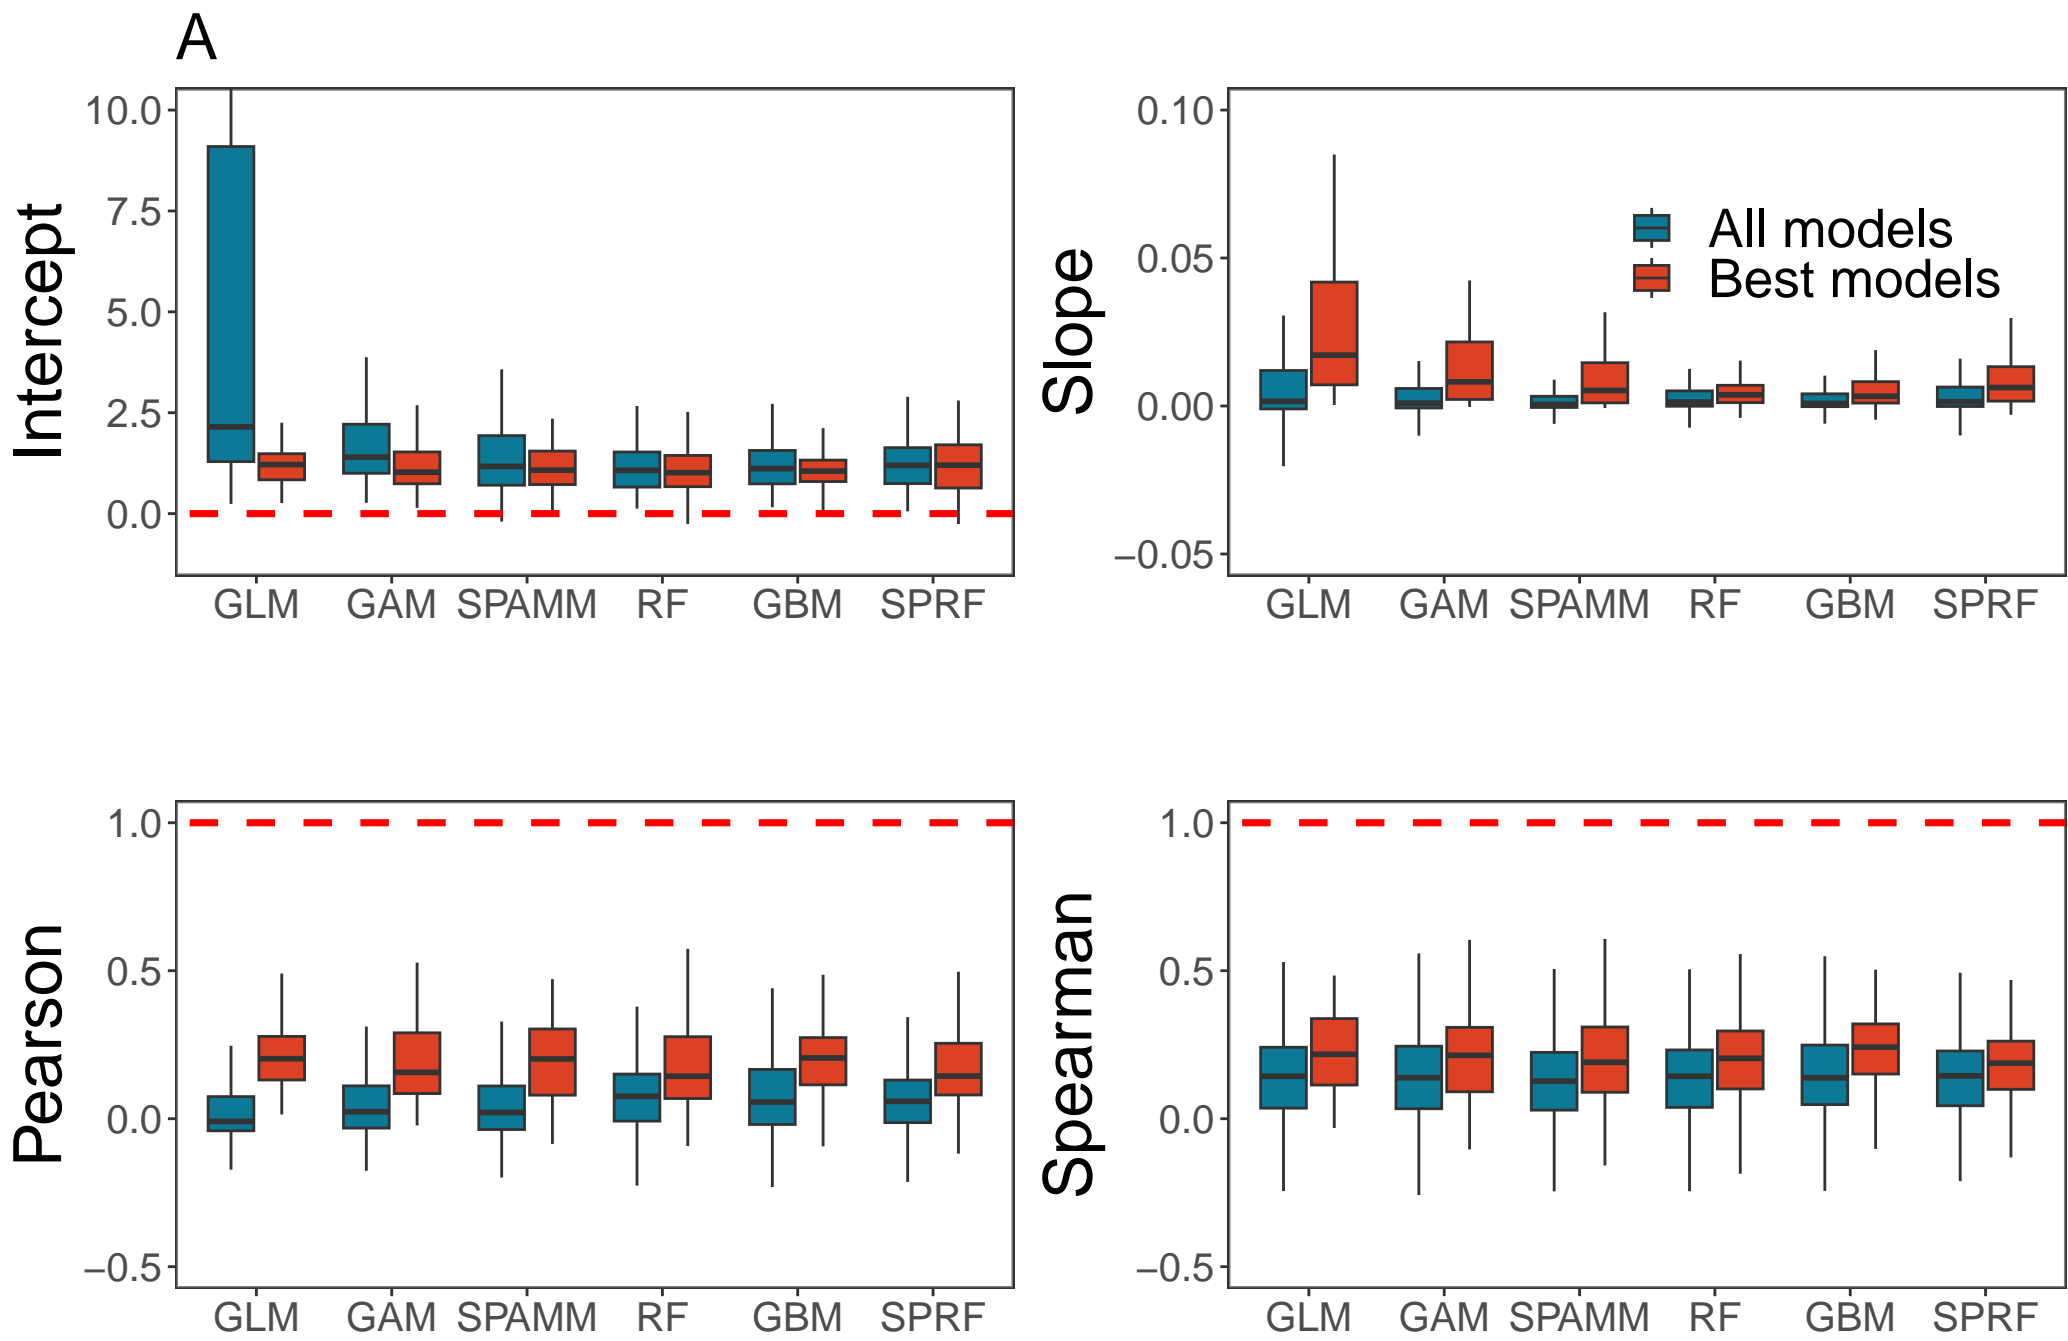 A
Intercept
10.0
7.5
5.0
2.5
0.0
GLM GAM SPAMM RF GBM SPRF
Slope
0.10
0.05
0.00
−0.05
All models
Best models
GLM GAM SPAMM RF GBM SPRF
Pearson
1.0
0.5
0.0
−0.5
GLM GAM SPAMM RF GBM SPRF
Spearman
1.0
0.5
0.0
−0.5
GLM GAM SPAMM RF GBM SPRF